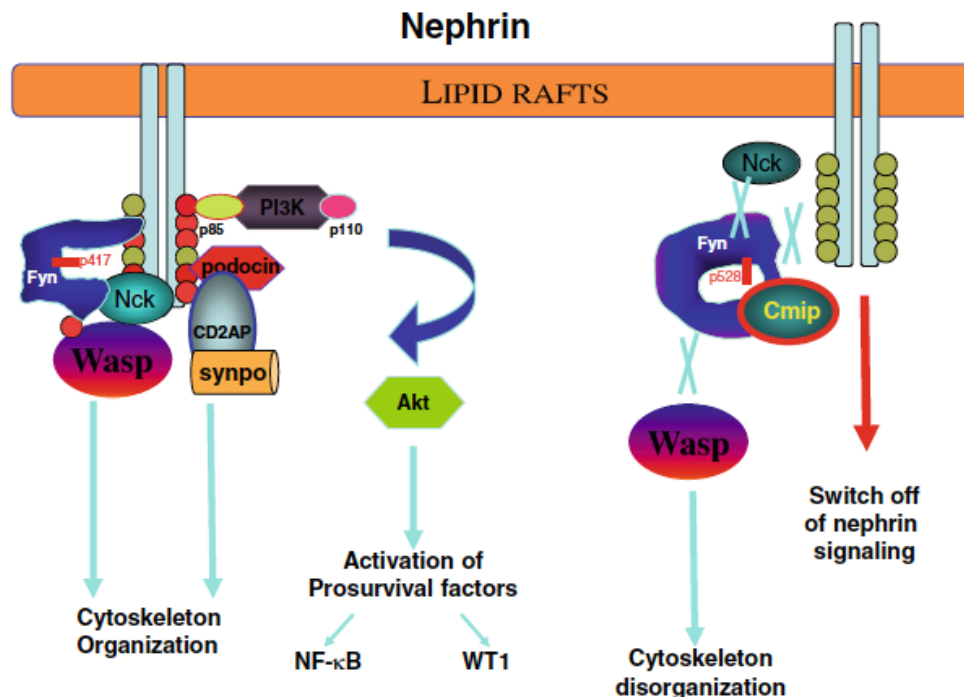 Nephrin
LIPID RAFTS
p85
PI3K
p110
Fyn
p417
Nck
podocin
CD2AP
Wasp
synpo
Akt
Cytoskeleton
Organization
Activation of
Prosurvival factors
NF-κB
WT1
Nck
Fyn
p528
Cmip
Wasp
Switch off
of nephrin
signaling
Cytoskeleton
disorganization